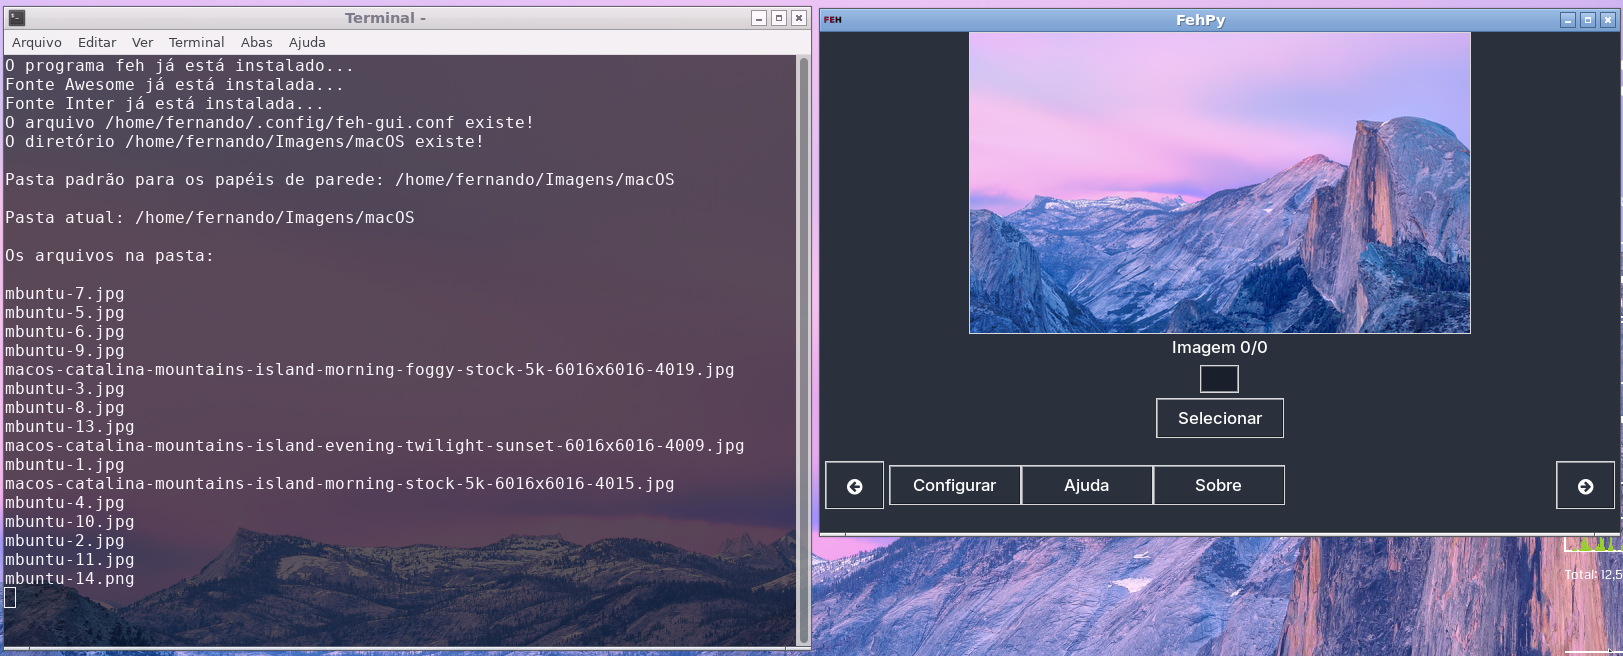 Terminal -
Arquivo Editar Ver Terminal Abas Ajuda
O programa feh já está instalado...
Fonte Awesome já está instalada...
Fonte Inter já está instalada...
O arquivo /home/fernando/.config/feh-gui.conf existe!
O diretório /home/fernando/Imagens/macOS existe!
Pasta padrão para os papéis de parede: /home/fernando/Imagens/macOS
Pasta atual: /home/fernando/Imagens/macOS
Os arquivos na pasta:
mbuntu-7.jpg
mbuntu-5.jpg
mbuntu-6.jpg
mbuntu-9.jpg
macos-catalina-mountains-island-morning-foggy-stock-5k-6016x6016-4019.jpg
mbuntu-3.jpg
mbuntu-8.jpg
mbuntu-13.jpg
macos-catalina-mountains-island-evening-twilight-sunset-6016x6016-4009.jpg
mbuntu-1.jpg
macos-catalina-mountains-island-morning-stock-5k-6016x6016-4015.jpg
mbuntu-4.jpg
mbuntu-10.jpg
mbuntu-2.jpg
mbuntu-11.jpg
mbuntu-14.png
FEH FehPy
Imagem 0/0
Selecionar
Configurar Ajuda Sobre
Total: 12,5